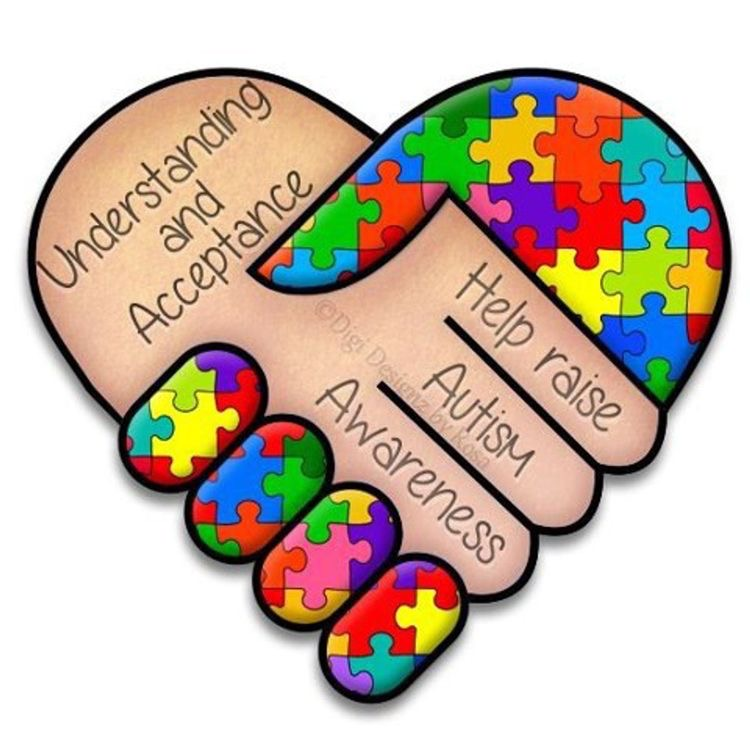 Understanding
and
Acceptance
Help raise
Autism
Awareness
©Digi Designz by Rosa